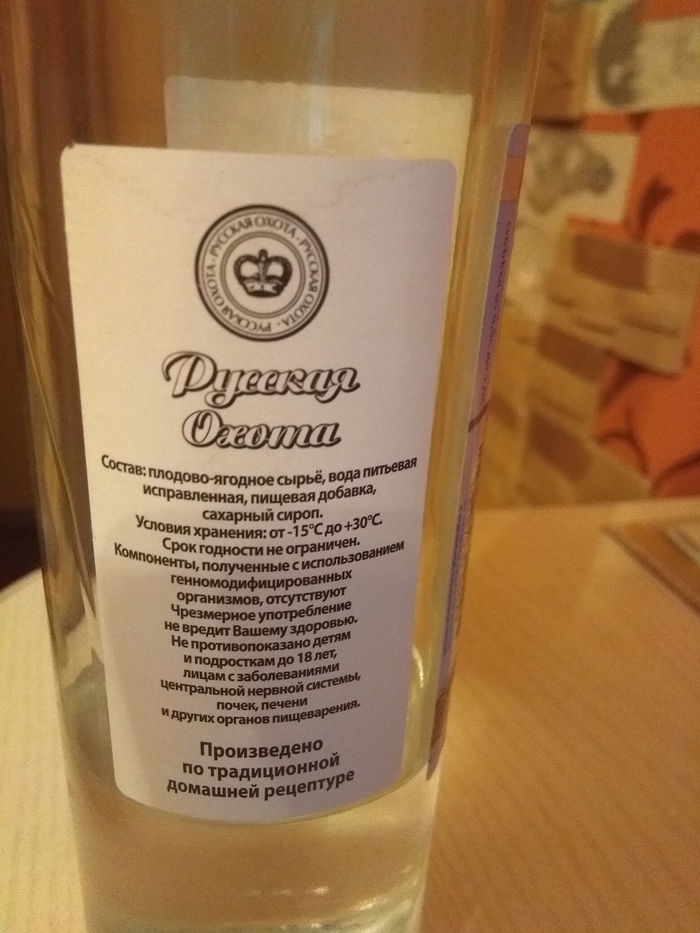 РУССКАЯ ОХОТА · РУССКАЯ ОХОТА · РУССКАЯ ОХОТА ·
Русская
Охота
Состав: плодово-ягодное сырьё, вода питьевая
исправленная, пищевая добавка,
сахарный сироп.
Условия хранения: от -15°С до +30°С.
Срок годности не ограничен.
Компоненты, полученные с использованием
генномодифицированных
организмов, отсутствуют
Чрезмерное употребление
не вредит Вашему здоровью.
Не противопоказано детям
и подросткам до 18 лет,
лицам с заболеваниями
центральной нервной системы,
почек, печени
и других органов пищеварения.
Произведено
по традиционной
домашней рецептуре